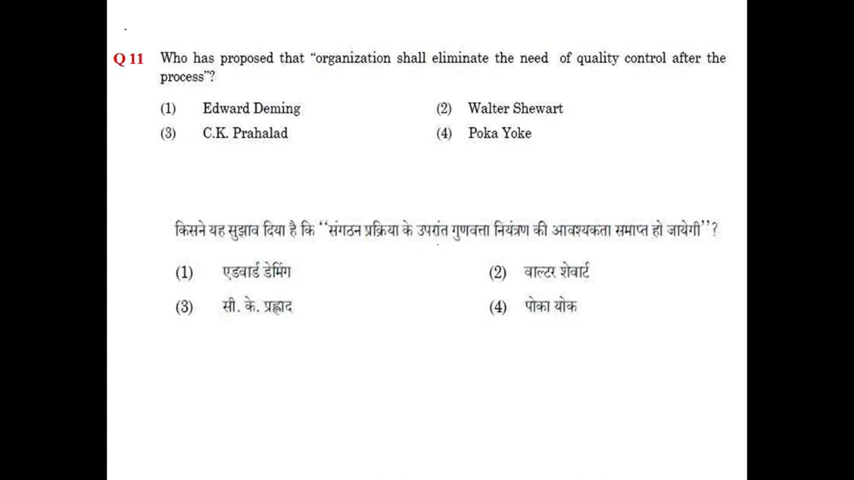 Q 11 Who has proposed that “organization shall eliminate the need of quality control after the
process”?
(1) Edward Deming (2) Walter Shewart
(3) C.K. Prahalad (4) Poka Yoke
किसने यह सुझाव दिया है कि ‘‘संगठन प्रक्रिया के उपरांत गुणवत्ता नियंत्रण की आवश्यकता समाप्त हो जायेगी’’ ?
(1) एडवार्ड डेमिंग (2) वाल्टर शेवार्ट
(3) सी. के. प्रह्लाद (4) पोका योक